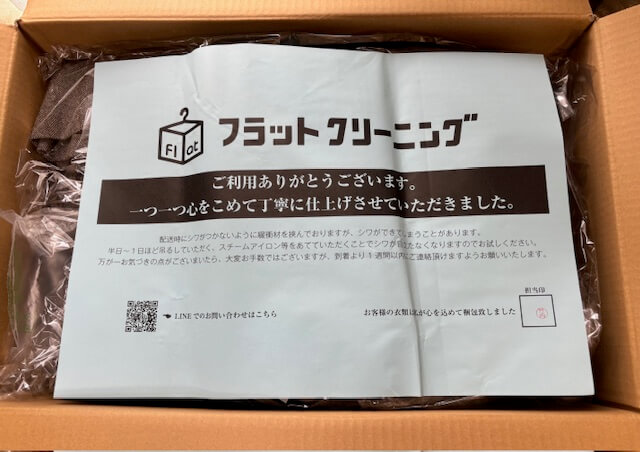 Flat
フラットクリーニング
ご利用ありがとうございます。
一つ一つ心をこめて丁寧に仕上げさせていただきました。
配送時にシワがつかないように緩衝材を挟んでおりますが、シワができてしまうことがあります。
半日～1日ほど吊るしていただく、スチームアイロン等をあてていただくことでシワが目立たなくなりますのでお試しください。
万が一お気づきの点がございまいたら、大変お手数ではございますが、到着より1週間以内にご連絡頂けますようお願いいたします。
LINEでのお問い合わせはこちら
担当印
お客様の衣類は私が心を込めて梱包致しました